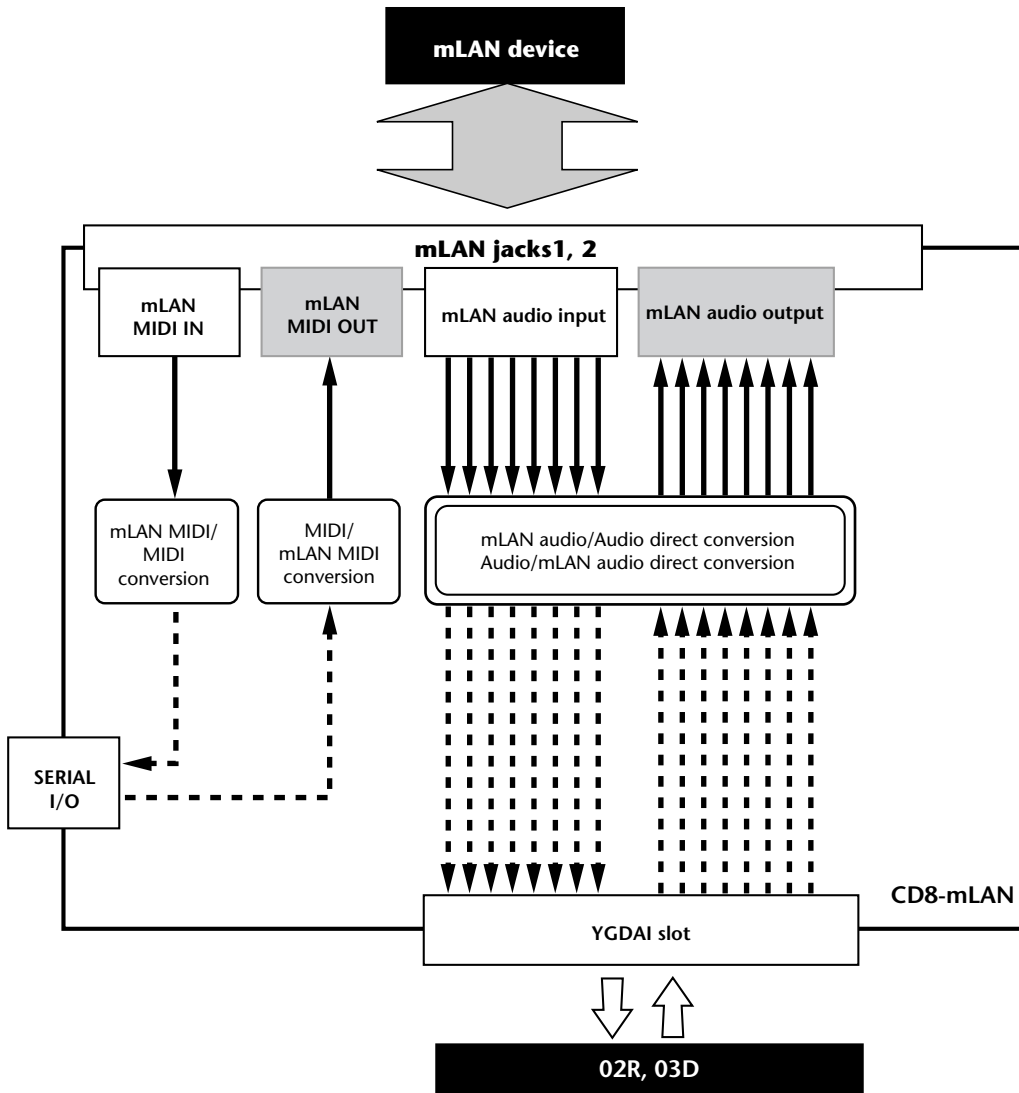 mLAN device
mLAN jacks1, 2
mLAN
MIDI IN
mLAN
MIDI OUT
mLAN audio input
mLAN audio output
mLAN MIDI/
MIDI
conversion
MIDI/
mLAN MIDI
conversion
mLAN audio/Audio direct conversion
Audio/mLAN audio direct conversion
SERIAL
I/O
CD8-mLAN
YGDAI slot
02R, 03D